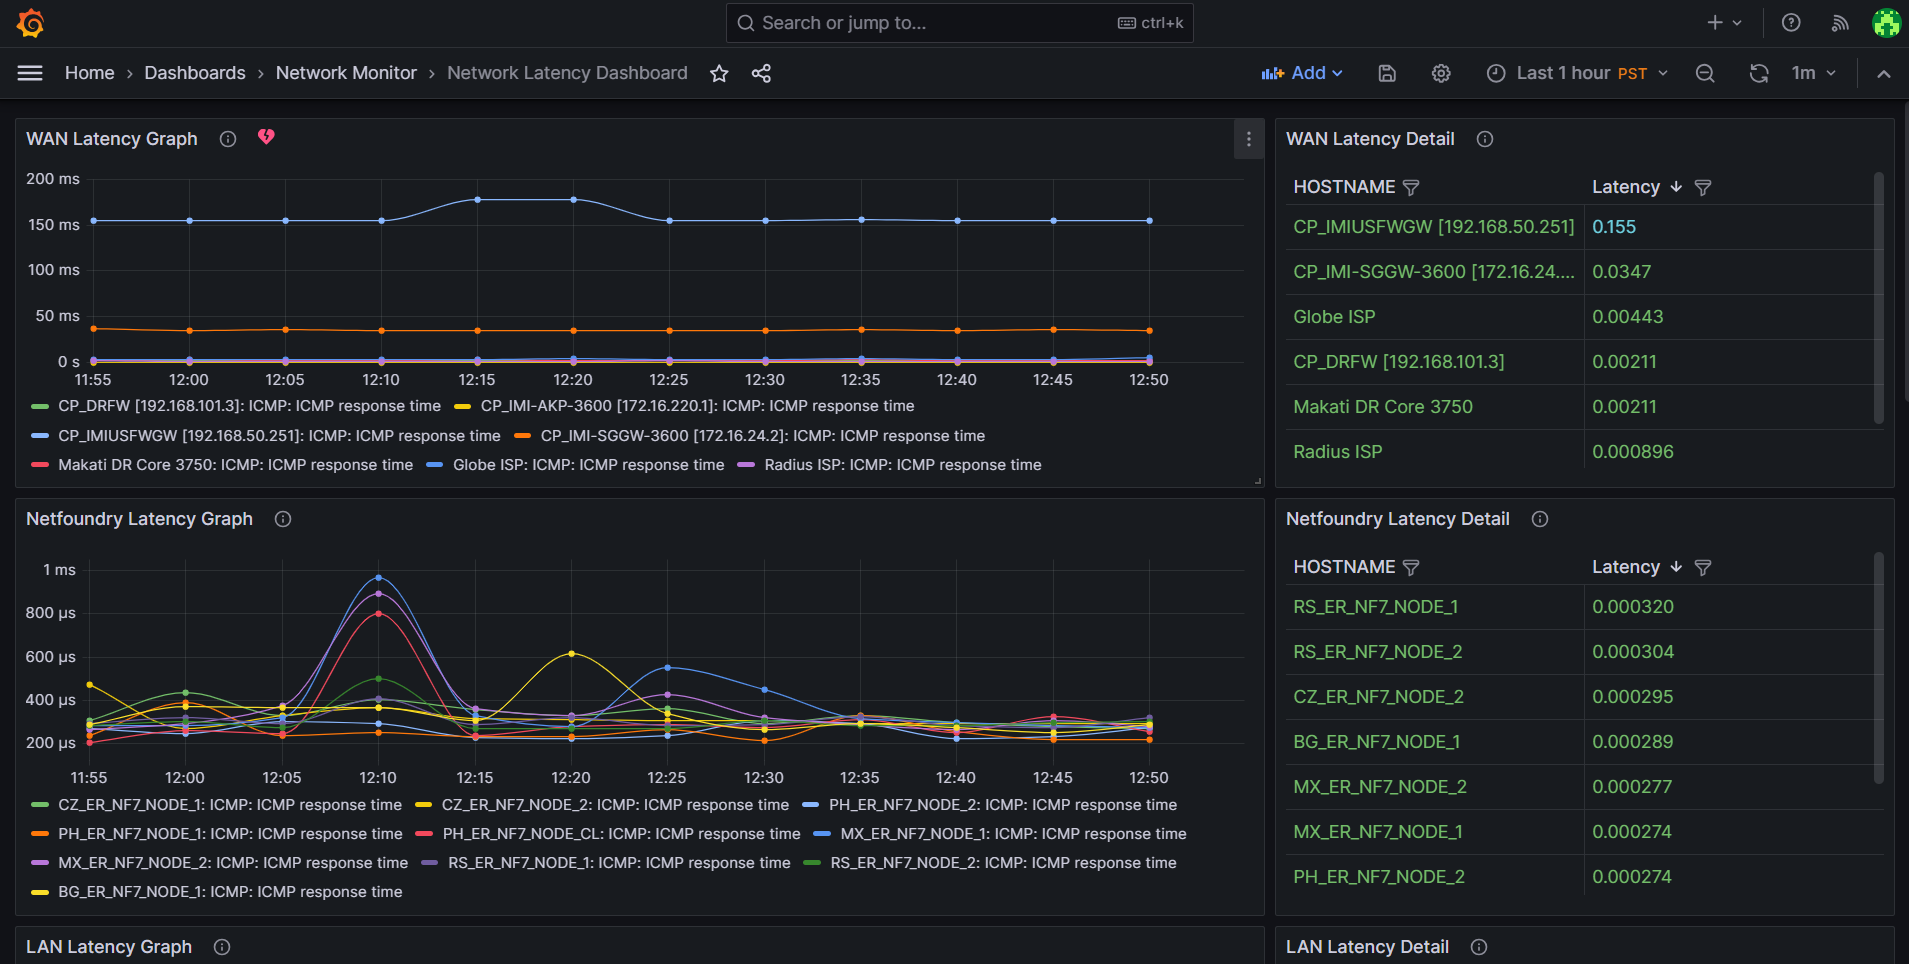 Search or jump to... ctrl+k
Home › Dashboards › Network Monitor › Network Latency Dashboard Add Last 1 hour PST 1m
WAN Latency Graph
200 ms
150 ms
100 ms
50 ms
0 s
11:55 12:00 12:05 12:10 12:15 12:20 12:25 12:30 12:35 12:40 12:45 12:50
CP_DRFW [192.168.101.3]: ICMP: ICMP response time CP_IMI-AKP-3600 [172.16.220.1]: ICMP: ICMP response time
CP_IMIUSFWGW [192.168.50.251]: ICMP: ICMP response time CP_IMI-SGGW-3600 [172.16.24.2]: ICMP: ICMP response time
Makati DR Core 3750: ICMP: ICMP response time Globe ISP: ICMP: ICMP response time Radius ISP: ICMP: ICMP response time
WAN Latency Detail
HOSTNAME Latency
CP_IMIUSFWGW [192.168.50.251] 0.155
CP_IMI-SGGW-3600 [172.16.24.... 0.0347
Globe ISP 0.00443
CP_DRFW [192.168.101.3] 0.00211
Makati DR Core 3750 0.00211
Radius ISP 0.000896
Netfoundry Latency Graph
1 ms
800 µs
600 µs
400 µs
200 µs
11:55 12:00 12:05 12:10 12:15 12:20 12:25 12:30 12:35 12:40 12:45 12:50
CZ_ER_NF7_NODE_1: ICMP: ICMP response time CZ_ER_NF7_NODE_2: ICMP: ICMP response time PH_ER_NF7_NODE_2: ICMP: ICMP response time
PH_ER_NF7_NODE_1: ICMP: ICMP response time PH_ER_NF7_NODE_CL: ICMP: ICMP response time MX_ER_NF7_NODE_1: ICMP: ICMP response time
MX_ER_NF7_NODE_2: ICMP: ICMP response time RS_ER_NF7_NODE_1: ICMP: ICMP response time RS_ER_NF7_NODE_2: ICMP: ICMP response time
BG_ER_NF7_NODE_1: ICMP: ICMP response time
Netfoundry Latency Detail
HOSTNAME Latency
RS_ER_NF7_NODE_1 0.000320
RS_ER_NF7_NODE_2 0.000304
CZ_ER_NF7_NODE_2 0.000295
BG_ER_NF7_NODE_1 0.000289
MX_ER_NF7_NODE_2 0.000277
MX_ER_NF7_NODE_1 0.000274
PH_ER_NF7_NODE_2 0.000274
LAN Latency Graph
LAN Latency Detail